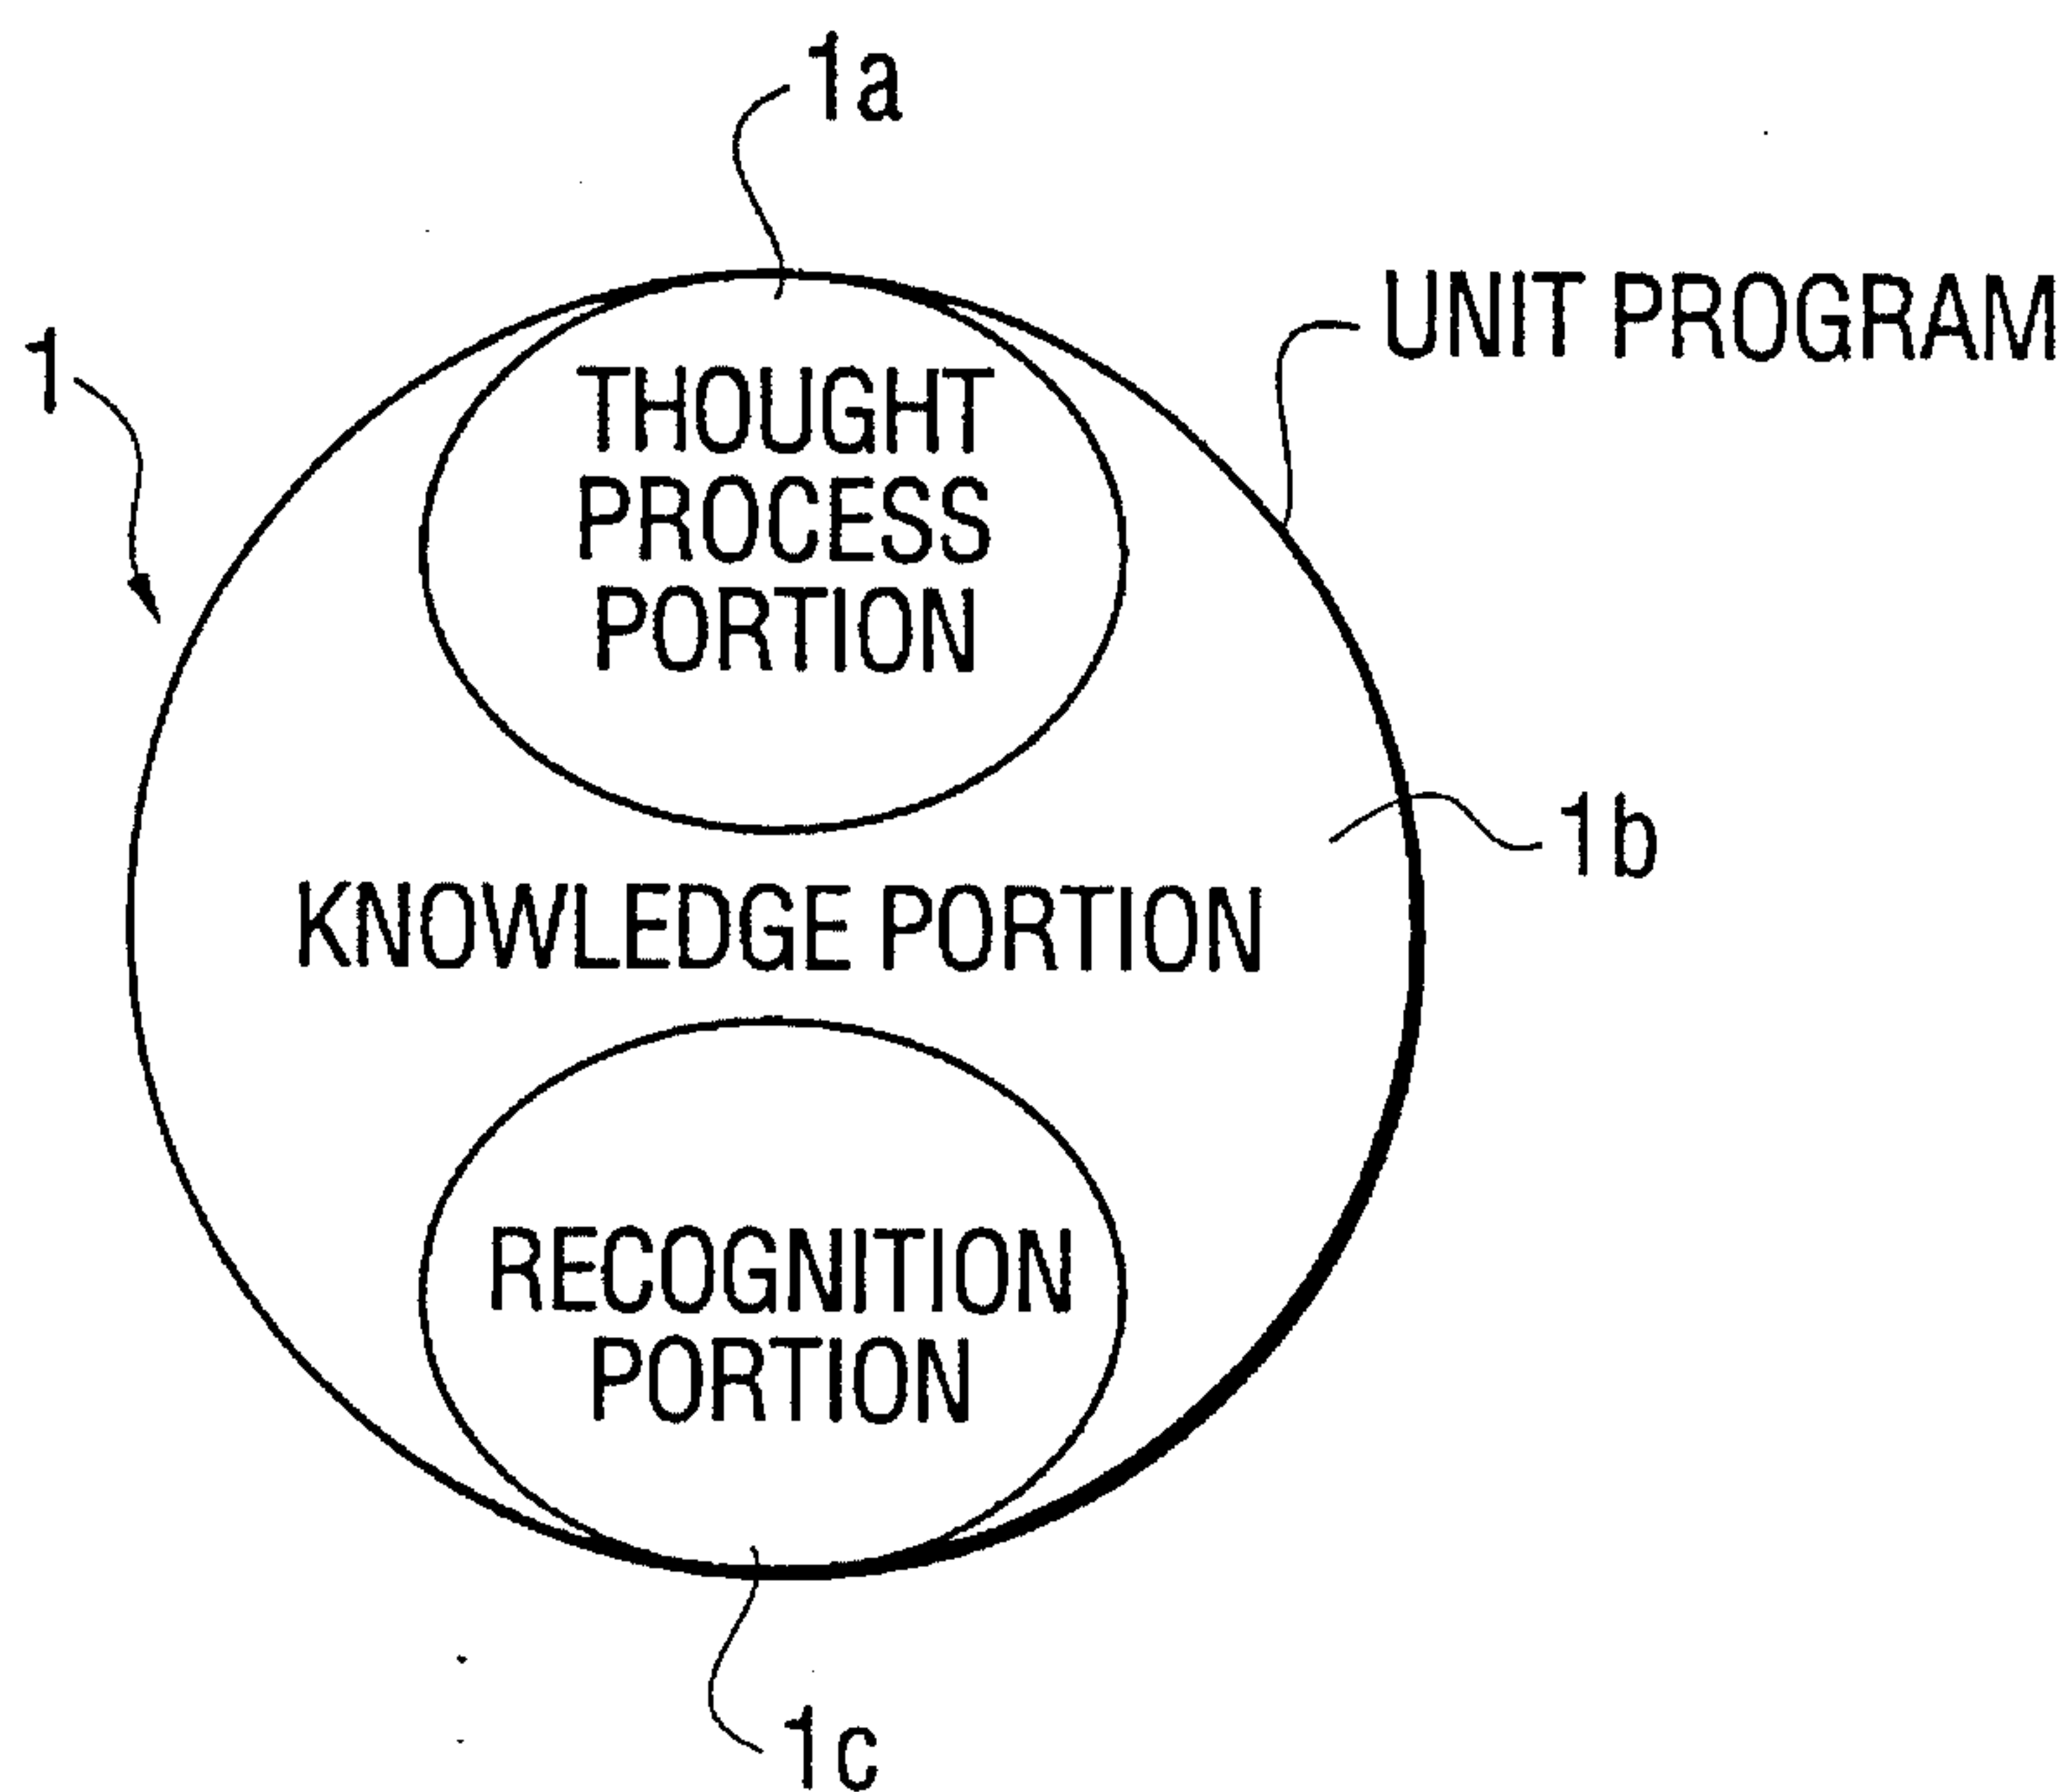 1a
UNIT PROGRAM
1
THOUGHT
PROCESS
PORTION
1b
KNOWLEDGE PORTION
RECOGNITION
PORTION
1c